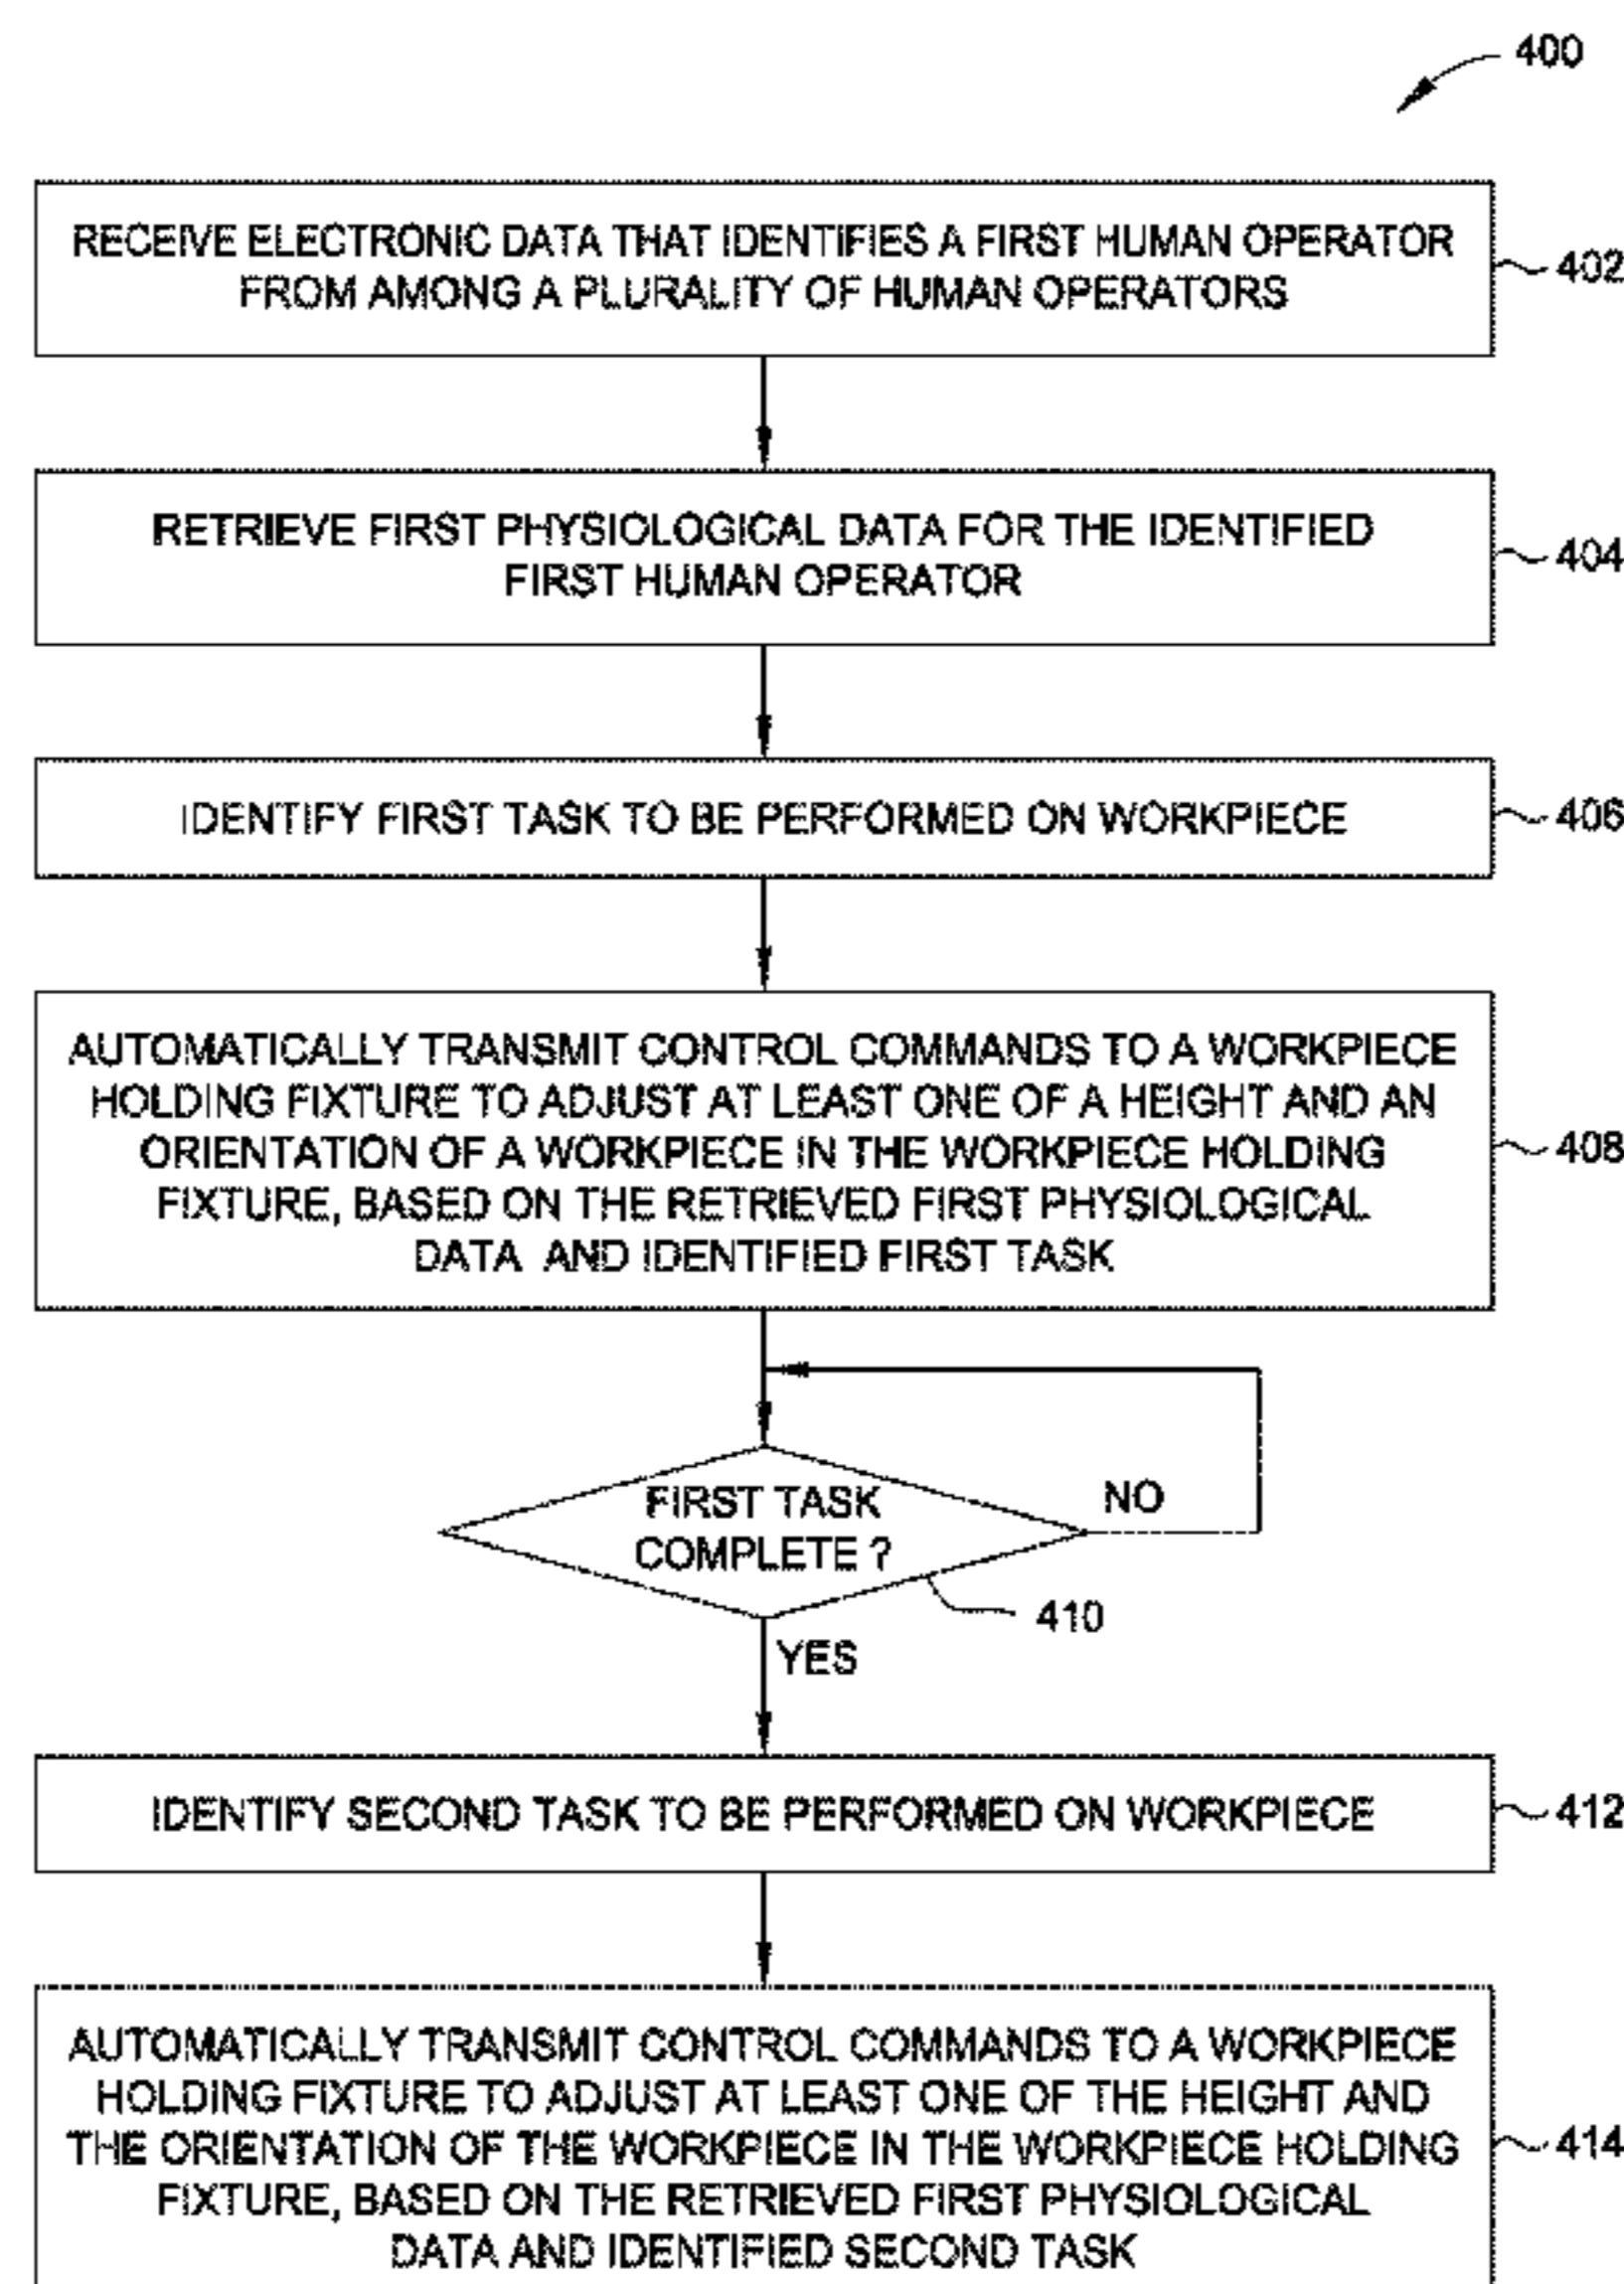 400
RECEIVE ELECTRONIC DATA THAT IDENTIFIES A FIRST HUMAN OPERATOR
FROM AMONG A PLURALITY OF HUMAN OPERATORS
402
RETRIEVE FIRST PHYSIOLOGICAL DATA FOR THE IDENTIFIED
FIRST HUMAN OPERATOR
404
IDENTIFY FIRST TASK TO BE PERFORMED ON WORKPIECE
406
AUTOMATICALLY TRANSMIT CONTROL COMMANDS TO A WORKPIECE
HOLDING FIXTURE TO ADJUST AT LEAST ONE OF A HEIGHT AND AN
ORIENTATION OF A WORKPIECE IN THE WORKPIECE HOLDING
FIXTURE, BASED ON THE RETRIEVED FIRST PHYSIOLOGICAL
DATA AND IDENTIFIED FIRST TASK
408
FIRST TASK
COMPLETE ?
NO
410
YES
IDENTIFY SECOND TASK TO BE PERFORMED ON WORKPIECE
412
AUTOMATICALLY TRANSMIT CONTROL COMMANDS TO A WORKPIECE
HOLDING FIXTURE TO ADJUST AT LEAST ONE OF THE HEIGHT AND
THE ORIENTATION OF THE WORKPIECE IN THE WORKPIECE HOLDING
FIXTURE, BASED ON THE RETRIEVED FIRST PHYSIOLOGICAL
DATA AND IDENTIFIED SECOND TASK
414